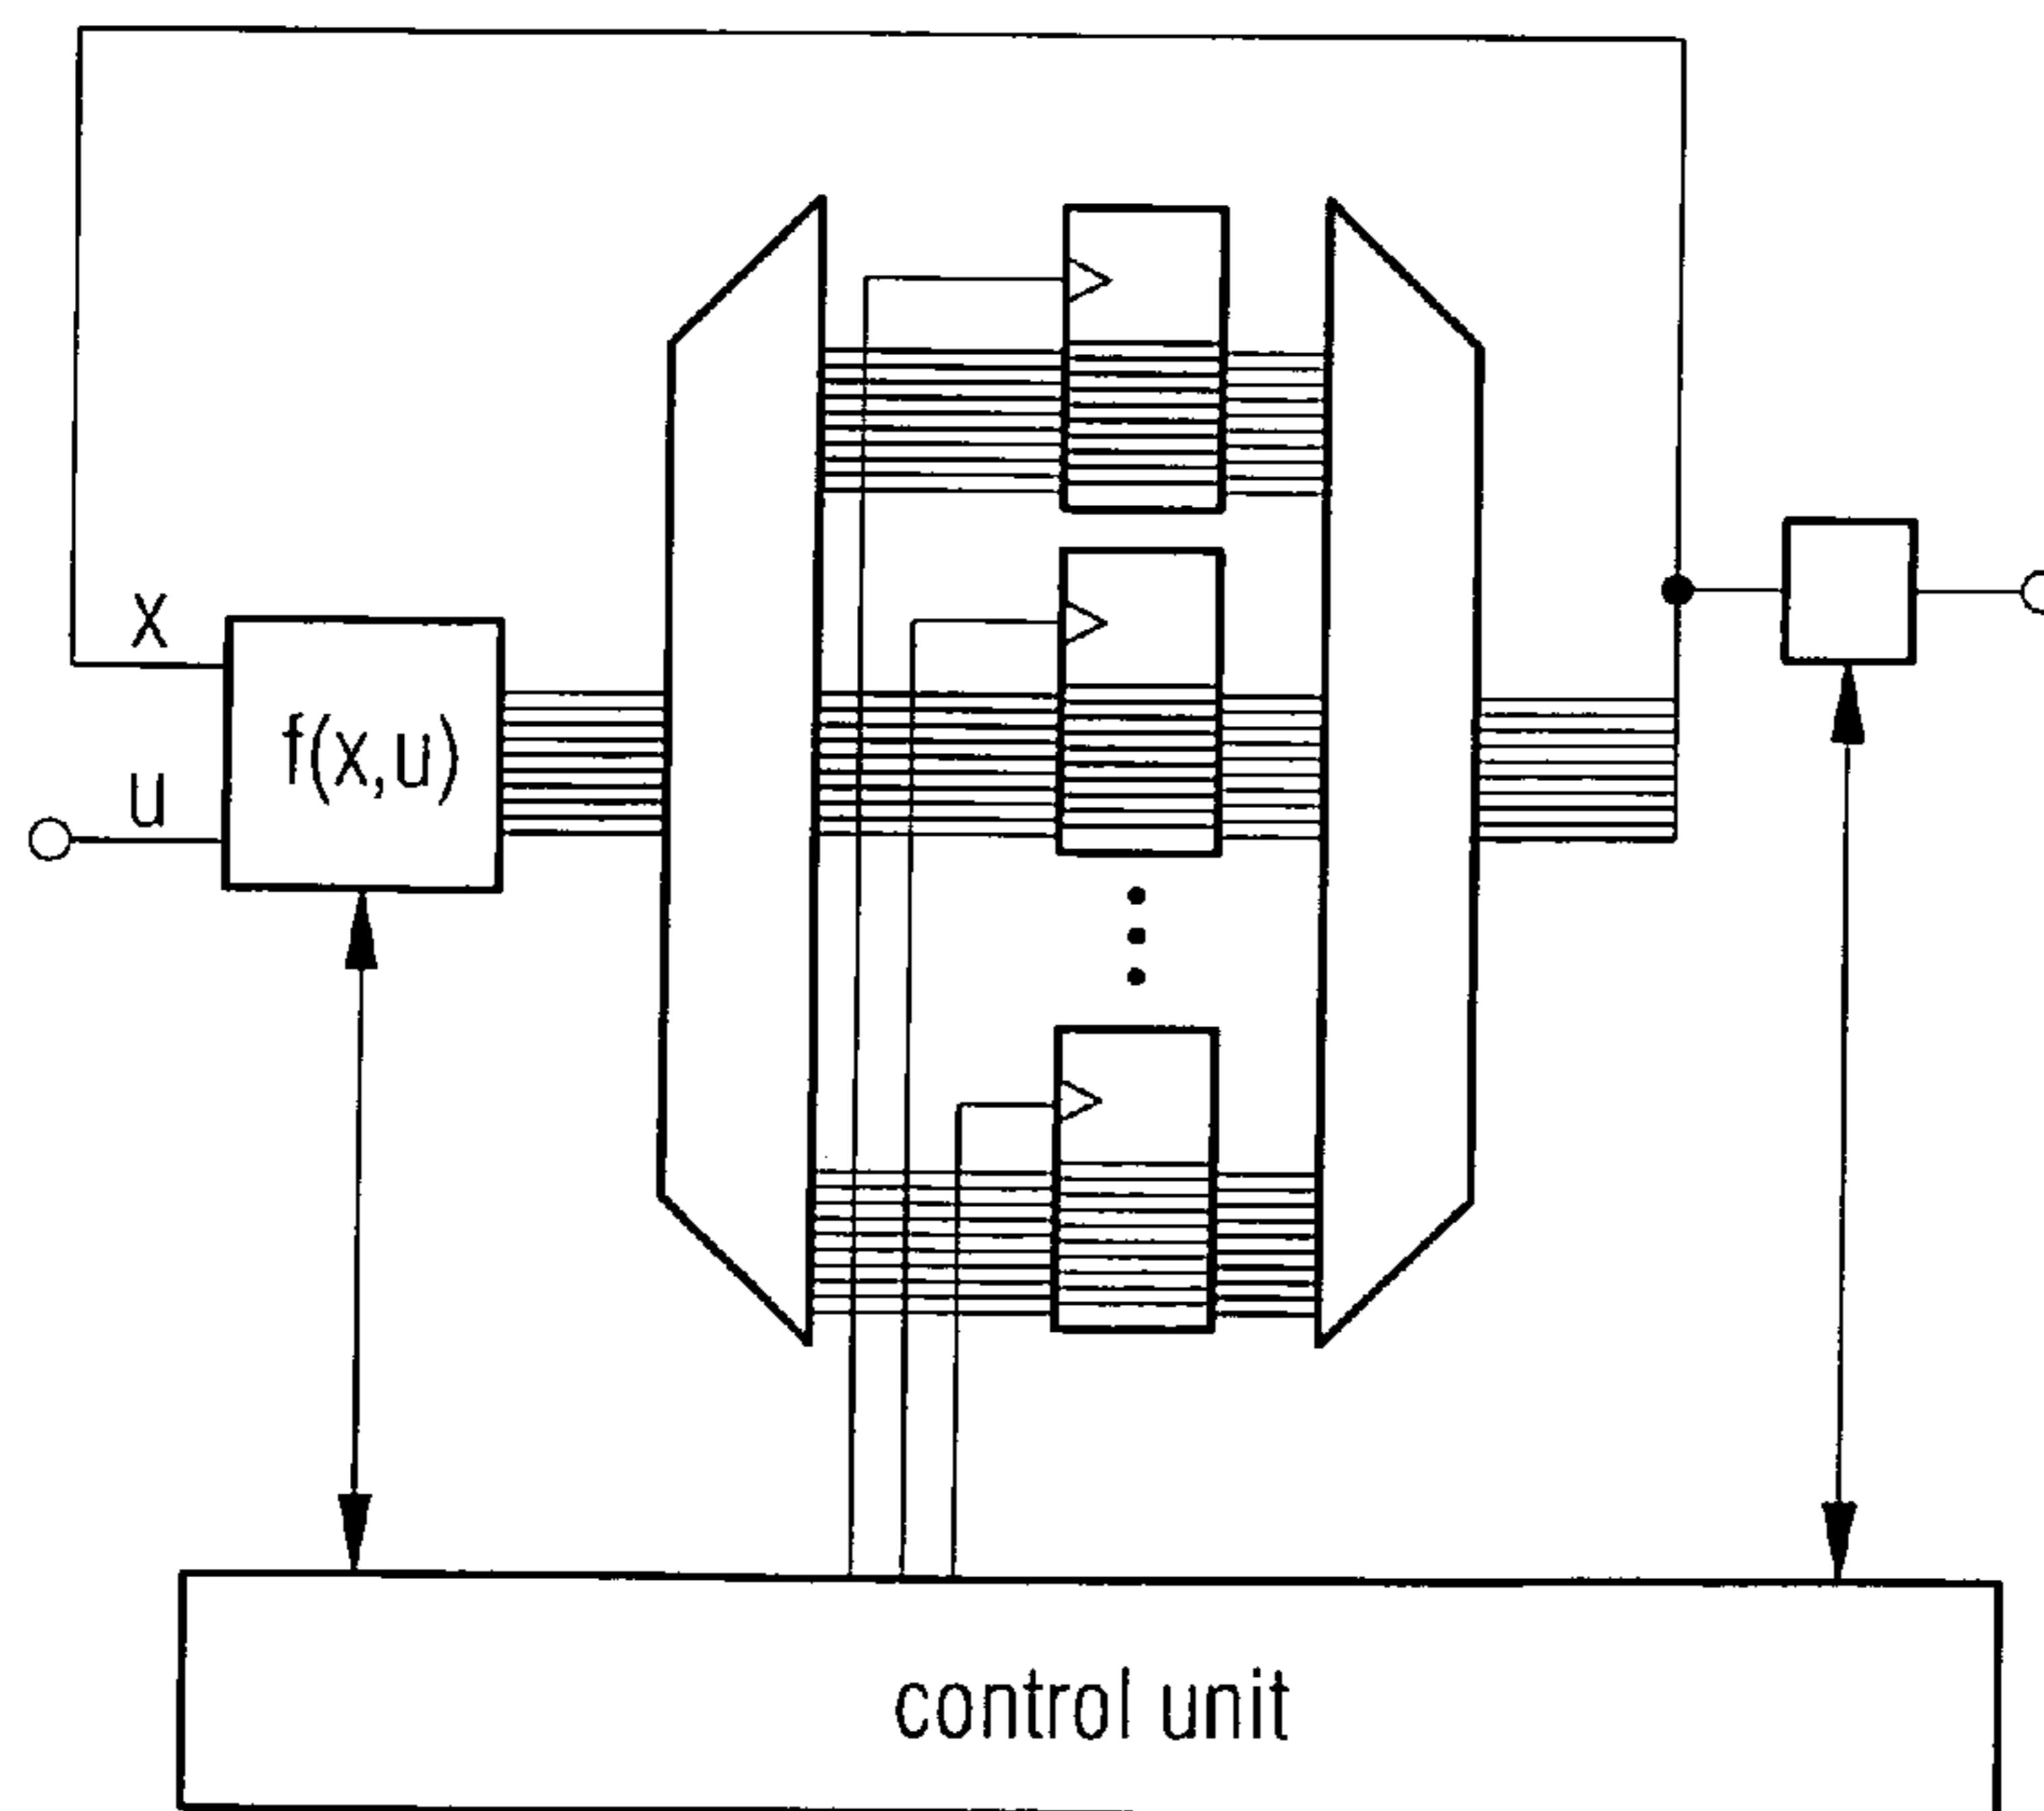 x
f(x,u)
u
control unit